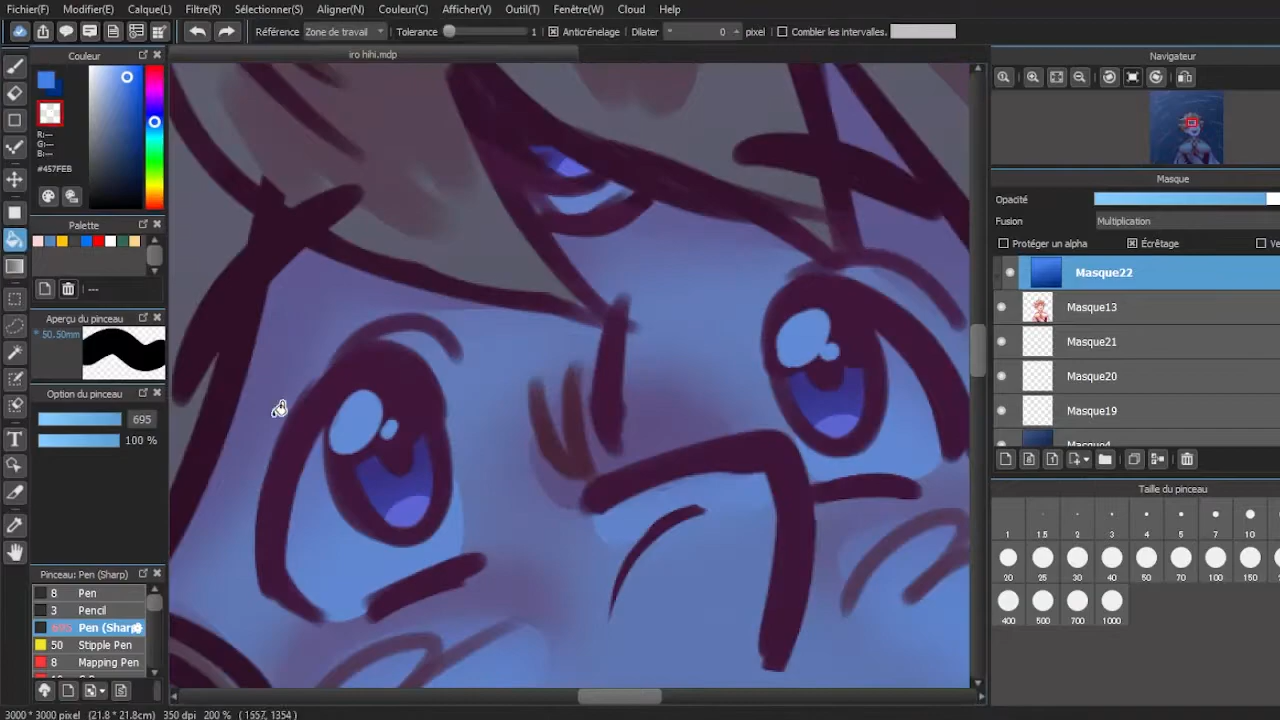 Fichier(F) Modifier(E) Calque(L) Filtre(R) Sélectionner(S) Aligner(N) Couleur(C) Afficher(V) Outil(T) Fenêtre(W) Cloud Help
Référence Zone de travail Tolerance 1 Anticrénelage Dilater 0 pixel Combler les intervalles.
Couleur
iro hihi.mdp
Navigateur
R:---
G:---
B:---
#457FEB
Masque
Opacité
Fusion Multiplication
Palette
Protéger un alpha Écrêtage Ve
---
Masque22
Masque13
Masque21
Masque20
Masque19
Aperçu du pinceau
* 50.50mm
Option du pinceau
695
100 %
Taille du pinceau
1 1.5 2 3 4 5 7 10
20 25 30 40 50 70 100 150
400 500 700 1000
Pinceau: Pen (Sharp)
8 Pen
3 Pencil
695 Pen (Sharp
50 Stipple Pen
8 Mapping Pen
3000 * 3000 pixel (21.8 * 21.8cm) 350 dpi 200 % ( 1557, 1354 )